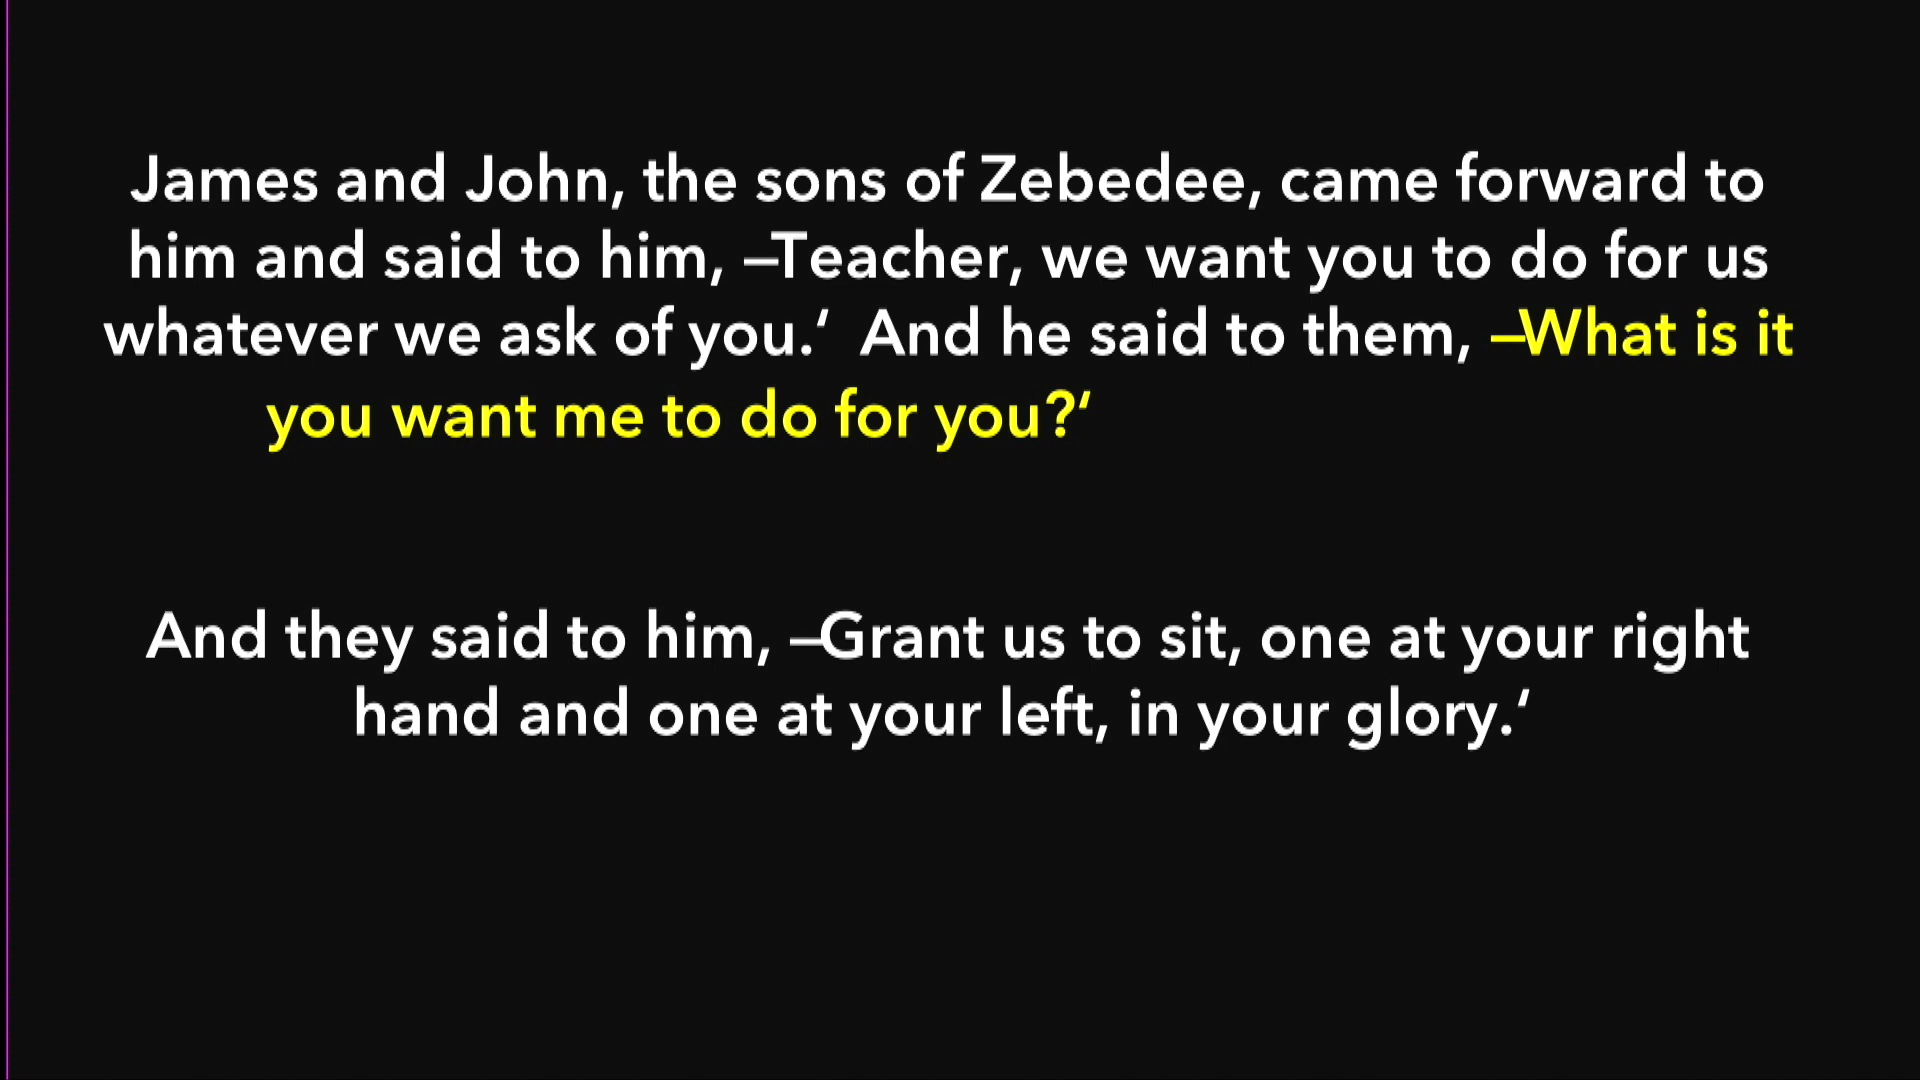 James and John, the sons of Zebedee, came forward to
him and said to him, —Teacher, we want you to do for us
whatever we ask of you.‘ And he said to them, —What is it
you want me to do for you?‘
And they said to him, —Grant us to sit, one at your right
hand and one at your left, in your glory.‘